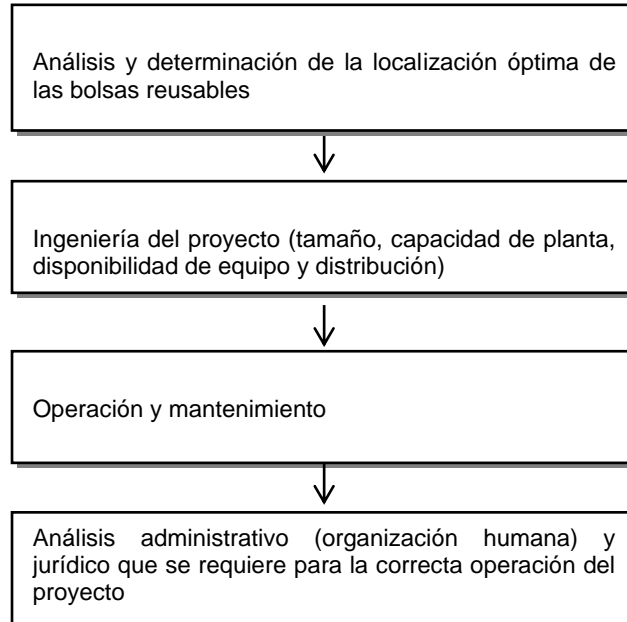 Análisis y determinación de la localización óptima de
las bolsas reusables
Ingeniería del proyecto (tamaño, capacidad de planta,
disponibilidad de equipo y distribución)
Operación y mantenimiento
Análisis administrativo (organización humana) y
jurídico que se requiere para la correcta operación del
proyecto